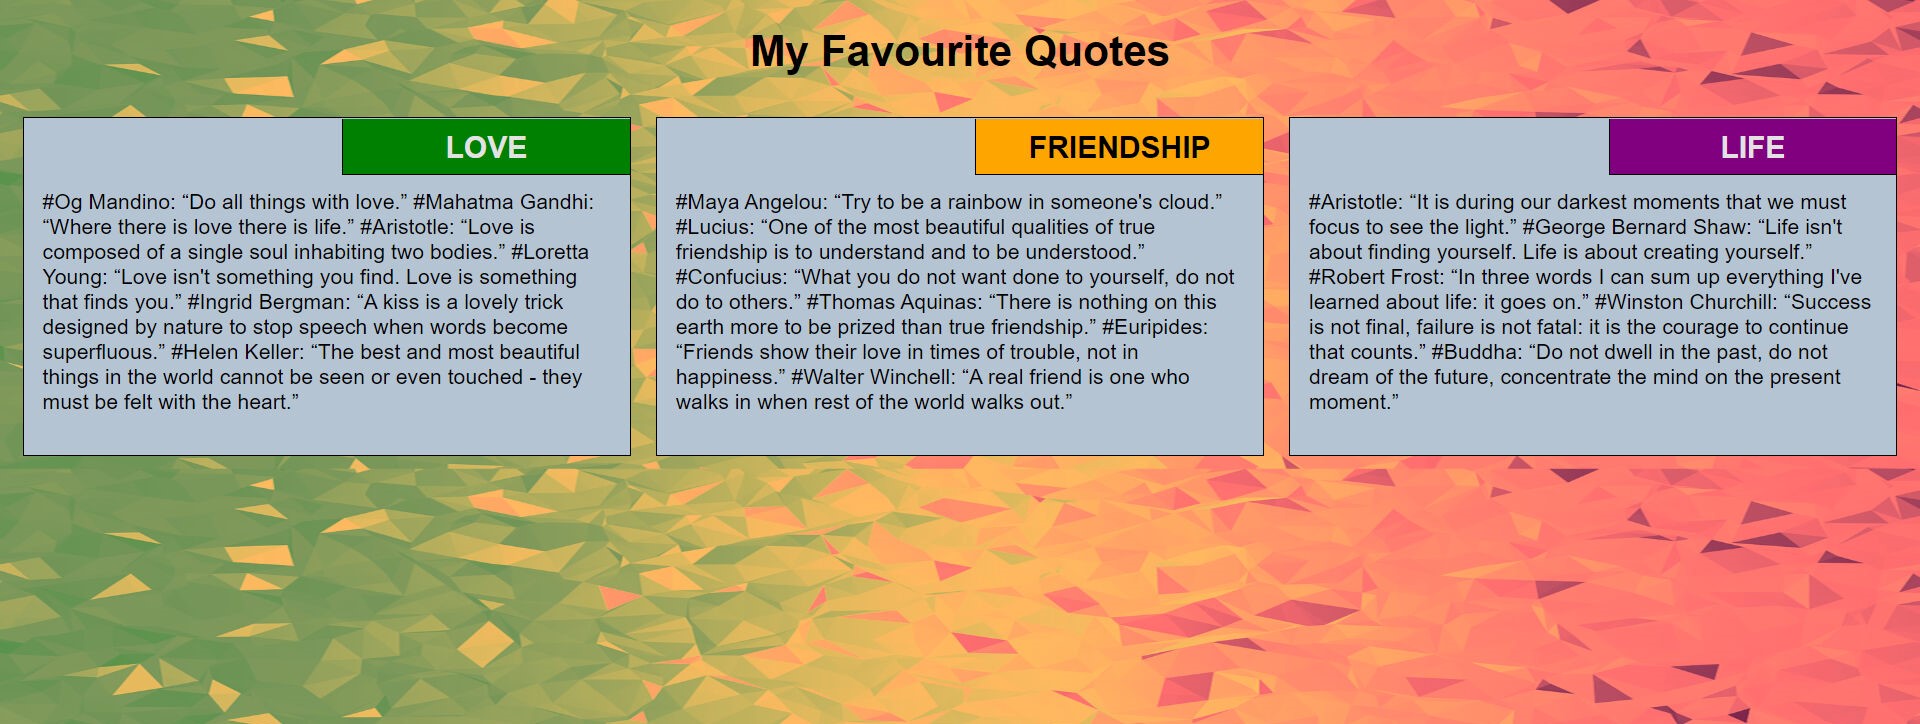 My Favourite Quotes
LOVE
#Og Mandino: “Do all things with love.” #Mahatma Gandhi:
“Where there is love there is life.” #Aristotle: “Love is
composed of a single soul inhabiting two bodies.” #Loretta
Young: “Love isn't something you find. Love is something
that finds you.” #Ingrid Bergman: “A kiss is a lovely trick
designed by nature to stop speech when words become
superfluous.” #Helen Keller: “The best and most beautiful
things in the world cannot be seen or even touched - they
must be felt with the heart.”
FRIENDSHIP
#Maya Angelou: “Try to be a rainbow in someone's cloud.”
#Lucius: “One of the most beautiful qualities of true
friendship is to understand and to be understood.”
#Confucius: “What you do not want done to yourself, do not
do to others.” #Thomas Aquinas: “There is nothing on this
earth more to be prized than true friendship.” #Euripides:
“Friends show their love in times of trouble, not in
happiness.” #Walter Winchell: “A real friend is one who
walks in when rest of the world walks out.”
LIFE
#Aristotle: “It is during our darkest moments that we must
focus to see the light.” #George Bernard Shaw: “Life isn't
about finding yourself. Life is about creating yourself.”
#Robert Frost: “In three words I can sum up everything I've
learned about life: it goes on.” #Winston Churchill: “Success
is not final, failure is not fatal: it is the courage to continue
that counts.” #Buddha: “Do not dwell in the past, do not
dream of the future, concentrate the mind on the present
moment.”